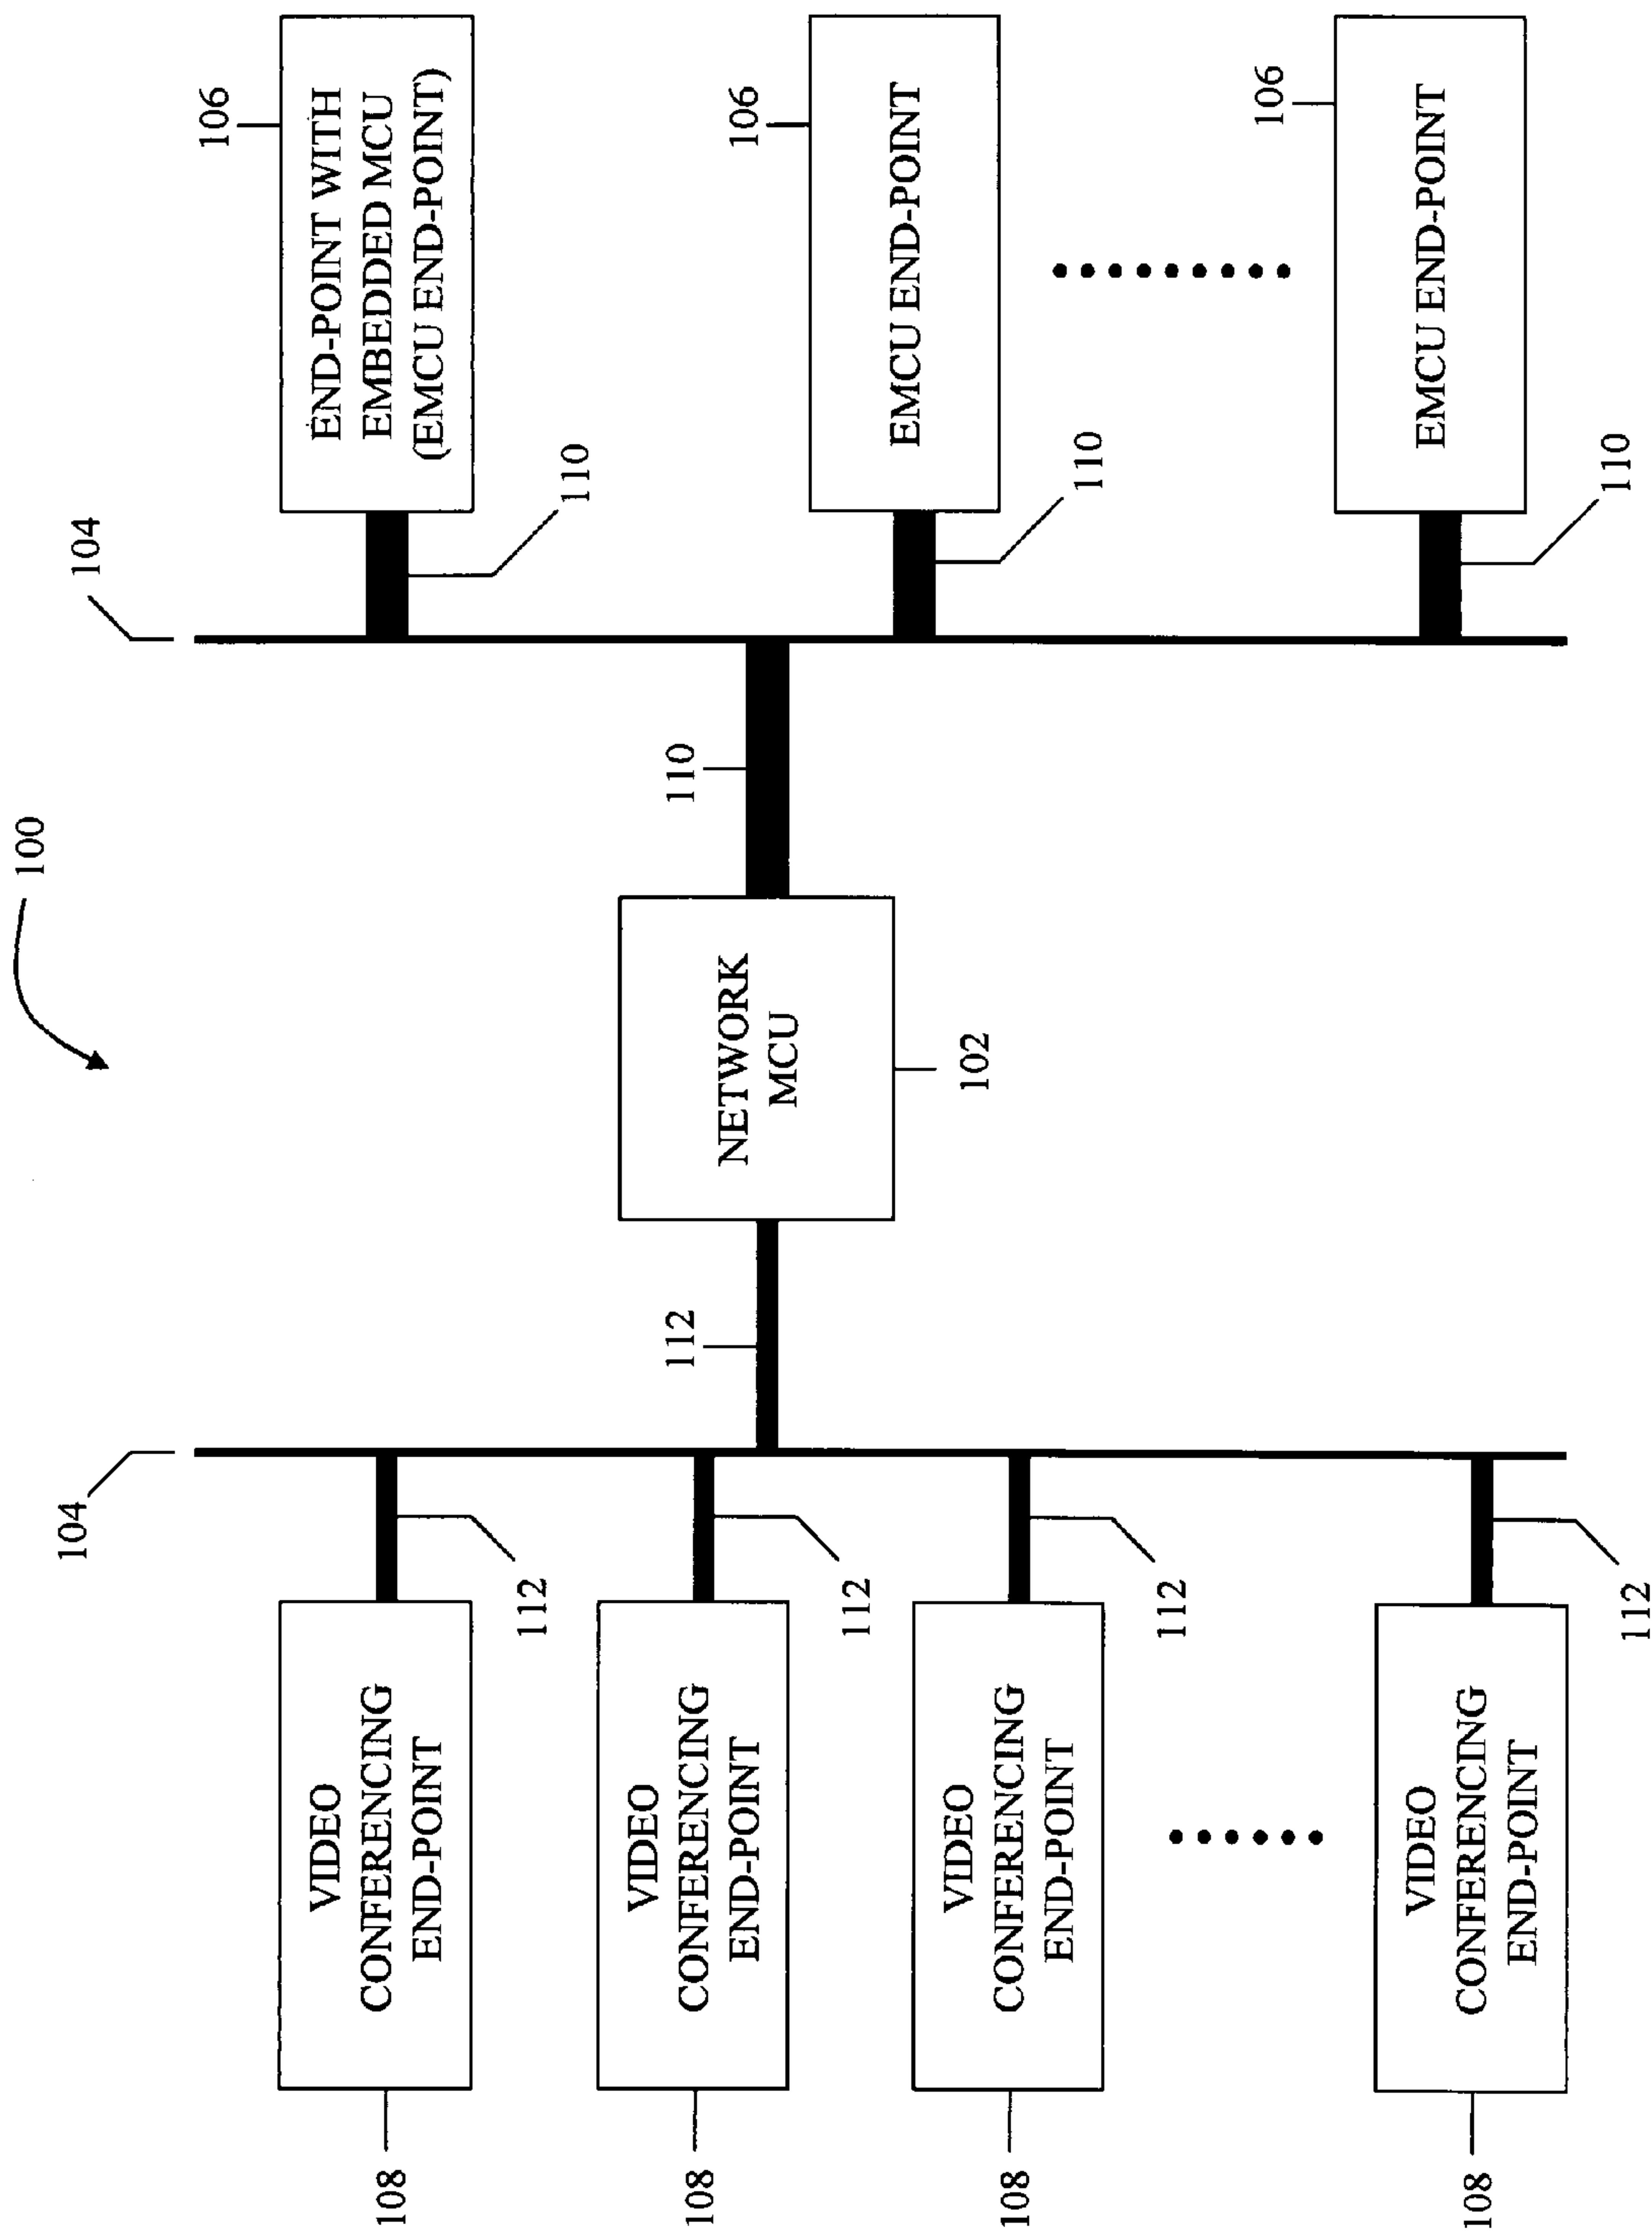 100
104
104
108
VIDEO
CONFERENCING
END-POINT
112
108
VIDEO
CONFERENCING
END-POINT
112
108
VIDEO
CONFERENCING
END-POINT
112
108
VIDEO
CONFERENCING
END-POINT
112
112
NETWORK
MCU
102
110
106
END-POINT WITH
EMBEDDED MCU
(EMCU END-POINT)
110
106
EMCU END-POINT
110
106
EMCU END-POINT
110